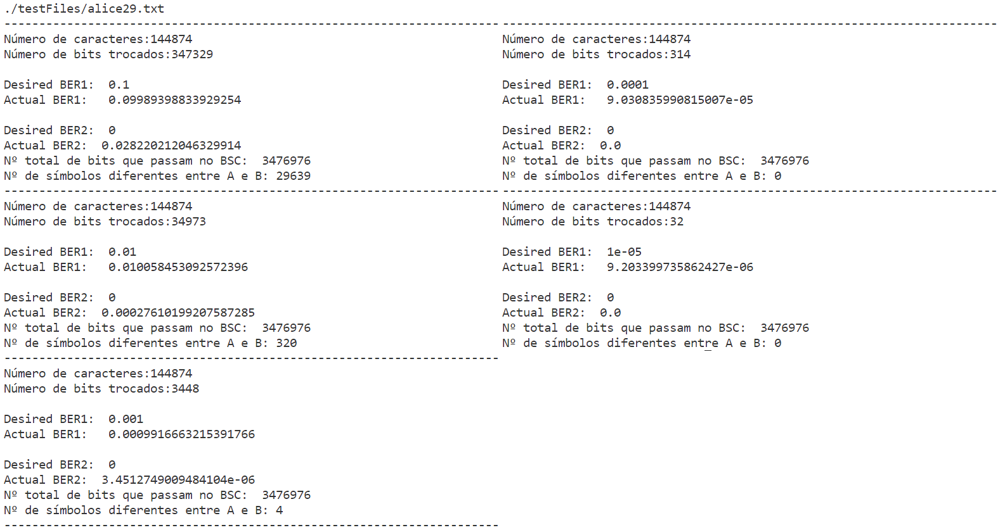 ./testFiles/alice29.txt
-----------------------------------------------------------------------
Número de caracteres:144874
Número de bits trocados:347329
Desired BER1:  0.1
Actual BER1:   0.09989398833929254
Desired BER2:  0
Actual BER2:  0.028220212046329914
Nº total de bits que passam no BSC:  3476976
Nº de símbolos diferentes entre A e B: 29639
-----------------------------------------------------------------------
Número de caracteres:144874
Número de bits trocados:34973
Desired BER1:  0.01
Actual BER1:   0.010058453092572396
Desired BER2:  0
Actual BER2:  0.00027610199207587285
Nº total de bits que passam no BSC:  3476976
Nº de símbolos diferentes entre A e B: 320
-----------------------------------------------------------------------
Número de caracteres:144874
Número de bits trocados:3448
Desired BER1:  0.001
Actual BER1:   0.0009916663215391766
Desired BER2:  0
Actual BER2:  3.4512749009484104e-06
Nº total de bits que passam no BSC:  3476976
Nº de símbolos diferentes entre A e B: 4
-----------------------------------------------------------------------
-----------------------------------------------------------------------
Número de caracteres:144874
Número de bits trocados:314
Desired BER1:  0.0001
Actual BER1:   9.030835990815007e-05
Desired BER2:  0
Actual BER2:  0.0
Nº total de bits que passam no BSC:  3476976
Nº de símbolos diferentes entre A e B: 0
-----------------------------------------------------------------------
Número de caracteres:144874
Número de bits trocados:32
Desired BER1:  1e-05
Actual BER1:   9.203399735862427e-06
Desired BER2:  0
Actual BER2:  0.0
Nº total de bits que passam no BSC:  3476976
Nº de símbolos diferentes entre A e B: 0